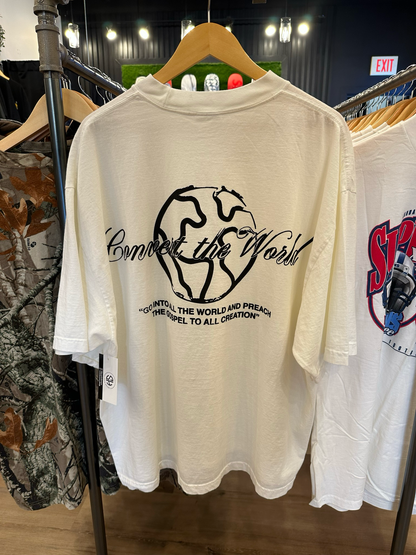 EXIT
Convert the World
"GO INTO ALL THE WORLD AND PREACH
THE GOSPEL TO ALL CREATION"